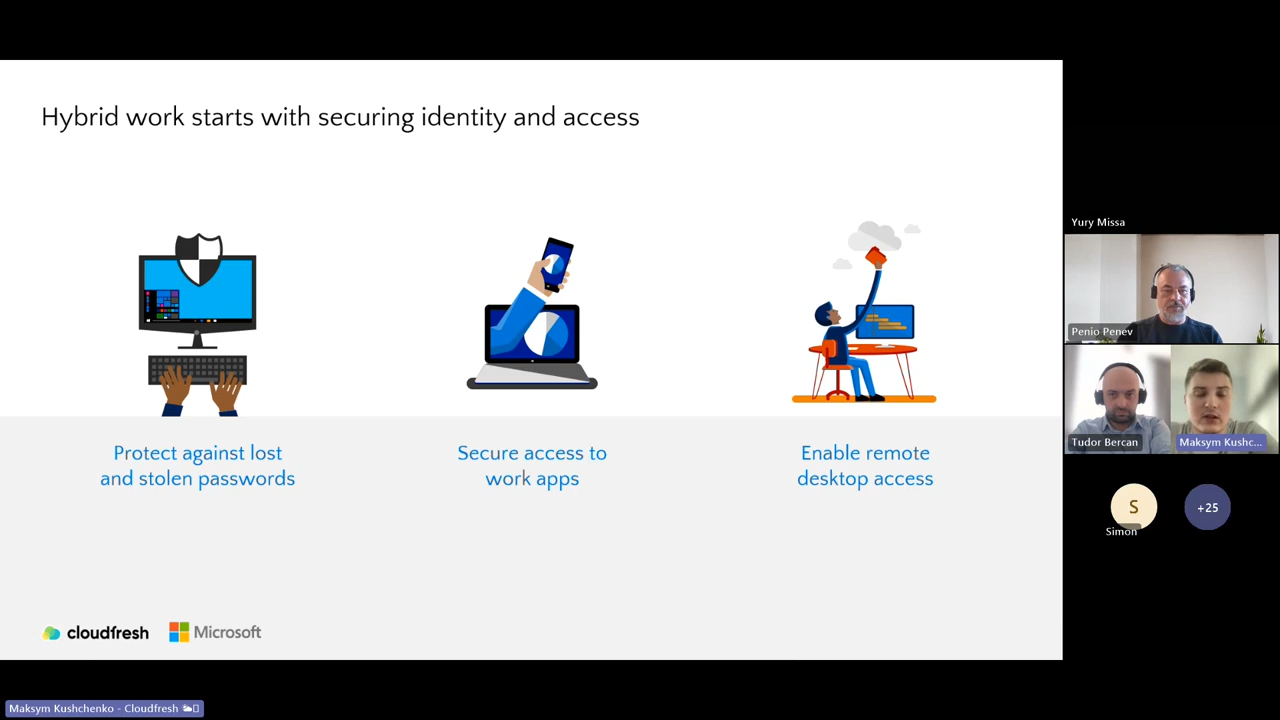 Hybrid work starts with securing identity and access
Protect against lost
and stolen passwords
Secure access to
work apps
Enable remote
desktop access
cloudfresh
Microsoft
Yury Missa
Penio Penev
Tudor Bercan
Maksym Kushc...
S
Simon
+25
Maksym Kushchenko - Cloudfresh